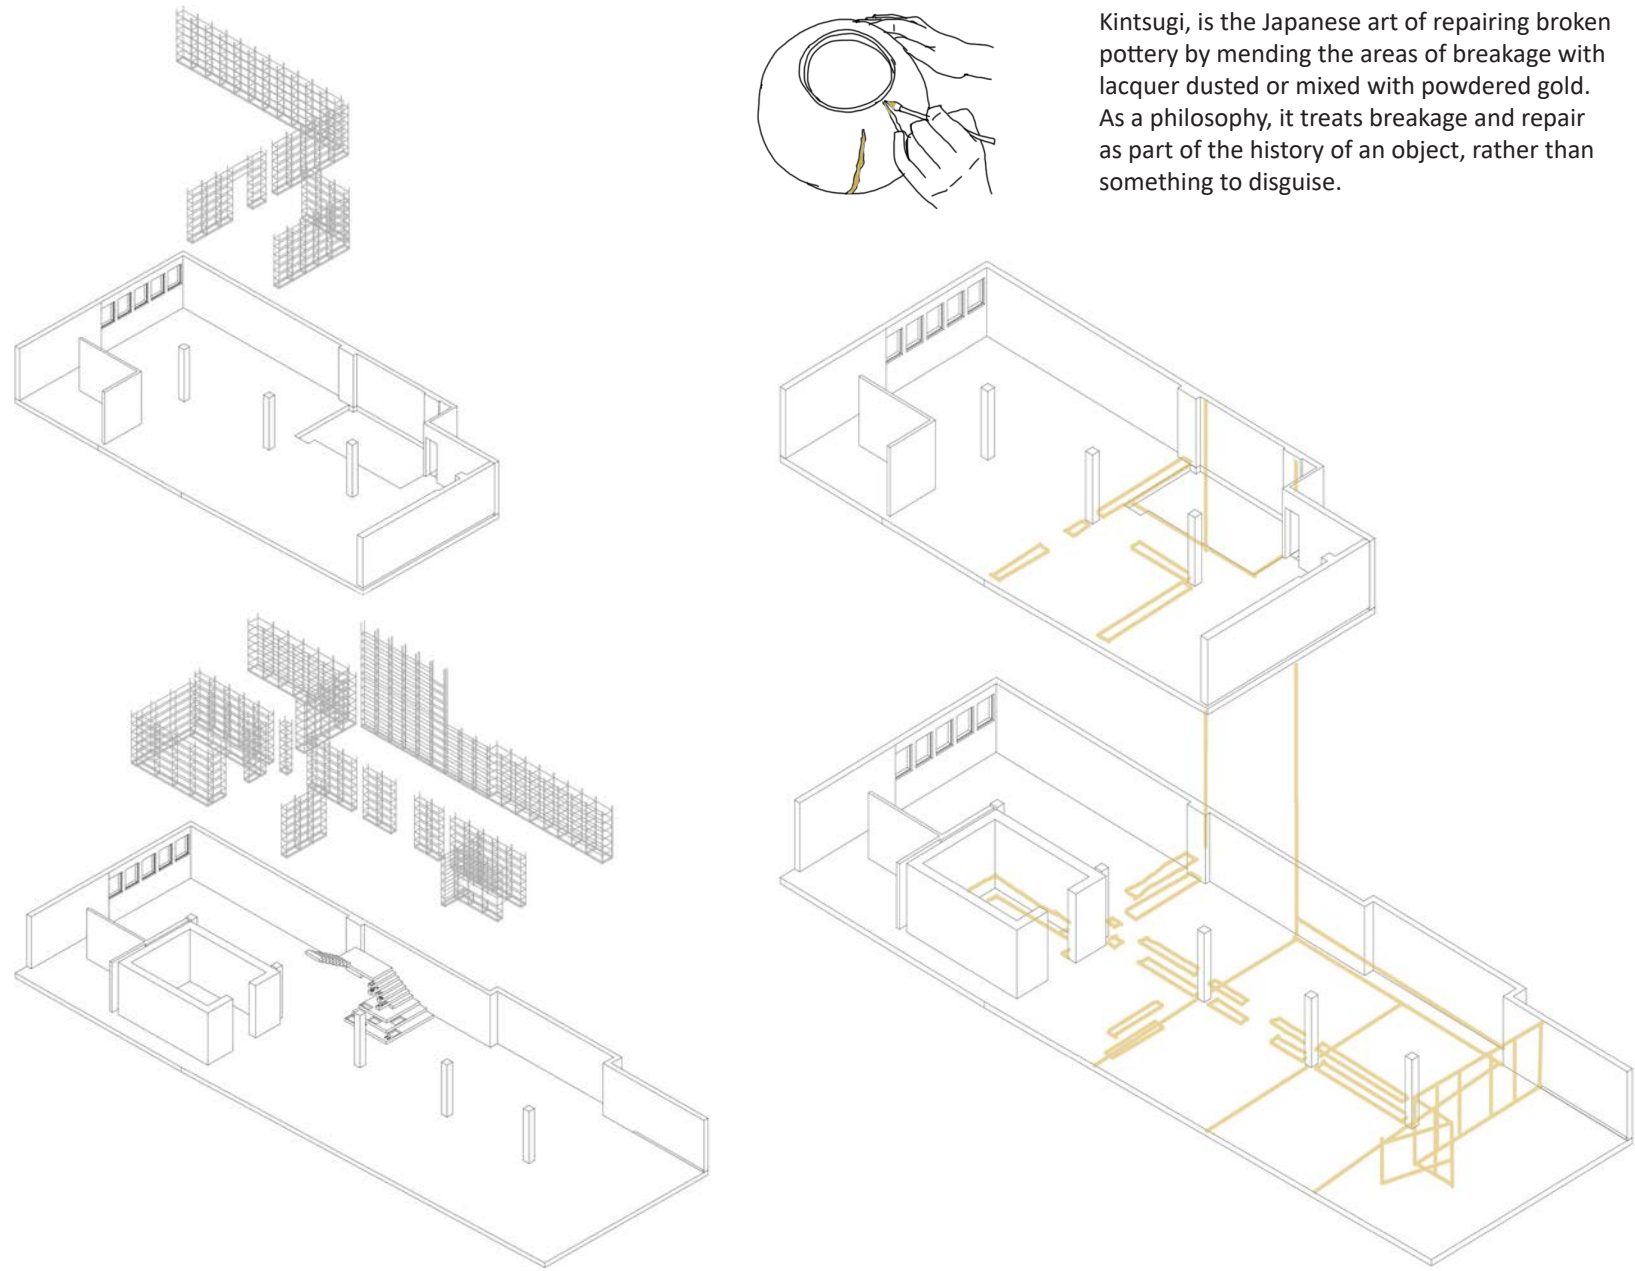 Kintsugi, is the Japanese art of repairing broken
pottery by mending the areas of breakage with
lacquer dusted or mixed with powdered gold.
As a philosophy, it treats breakage and repair
as part of the history of an object, rather than
something to disguise.